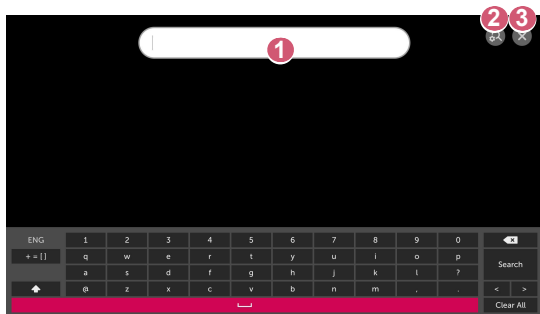 2 3
1
ENG 1 2 3 4 5 6 7 8 9 0
+ = [ ] q w e r t y u i o p
Search
a s d f g h j k l ?
@ z x c v b n m , . < >
Clear All